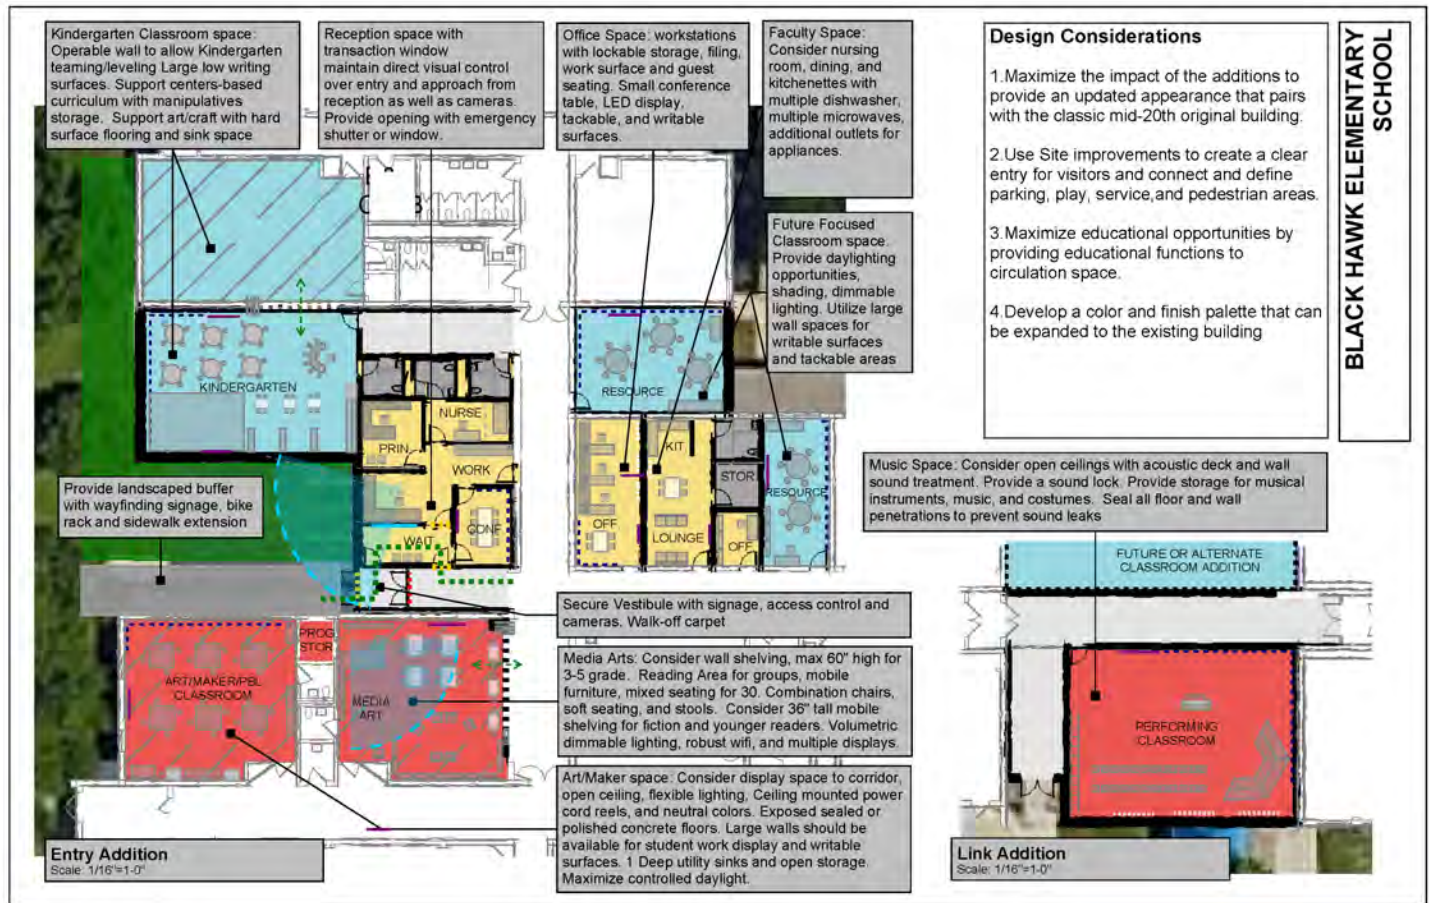 Kindergarten Classroom space:
Operable wall to allow Kindergarten
teaming/leveling Large low writing
surfaces. Support centers-based
curriculum with manipulatives
storage. Support art/craft with hard
surface flooring and sink space
Reception space with
transaction window
maintain direct visual control
over entry and approach from
reception as well as cameras.
Provide opening with emergency
shutter or window.
Office Space: workstations
with lockable storage, filing,
work surface and guest
seating. Small conference
table, LED display,
tackable, and writable
surfaces.
Faculty Space:
Consider nursing
room, dining, and
kitchenettes with
multiple dishwasher,
multiple microwaves,
additional outlets for
appliances.
Future Focused
Classroom space:
Provide daylighting
opportunities,
shading, dimmable
lighting. Utilize large
wall spaces for
writable surfaces
and tackable areas
Design Considerations
1.Maximize the impact of the additions to
provide an updated appearance that pairs
with the classic mid-20th original building.
2.Use Site improvements to create a clear
entry for visitors and connect and define
parking, play, service,and pedestrian areas.
3.Maximize educational opportunities by
providing educational functions to
circulation space.
4.Develop a color and finish palette that can
be expanded to the existing building
BLACK HAWK ELEMENTARY
SCHOOL
KINDERGARTEN
NURSE
PRIN
WORK
CONF
WAIT
RESOURCE
KIT
STOR
RESOURCE
OFF
LOUNGE
OFF
Provide landscaped buffer
with wayfinding signage, bike
rack and sidewalk extension
Music Space: Consider open ceilings with acoustic deck and wall
sound treatment. Provide a sound lock. Provide storage for musical
instruments, music, and costumes. Seal all floor and wall
penetrations to prevent sound leaks
FUTURE OR ALTERNATE
CLASSROOM ADDITION
Secure Vestibule with signage, access control and
cameras. Walk-off carpet
PROG
STOR
ART/MAKER/PBL
CLASSROOM
MEDIA
ART
Media Arts: Consider wall shelving, max 60" high for
3-5 grade. Reading Area for groups, mobile
furniture, mixed seating for 30. Combination chairs,
soft seating, and stools. Consider 36" tall mobile
shelving for fiction and younger readers. Volumetric
dimmable lighting, robust wifi, and multiple displays.
PERFORMING
CLASSROOM
Art/Maker space: Consider display space to corridor,
open ceiling, flexible lighting, Ceiling mounted power
cord reels, and neutral colors. Exposed sealed or
polished concrete floors. Large walls should be
available for student work display and writable
surfaces. 1 Deep utility sinks and open storage.
Maximize controlled daylight.
Entry Addition
Scale: 1/16"=1-0"
Link Addition
Scale: 1/16"=1-0"